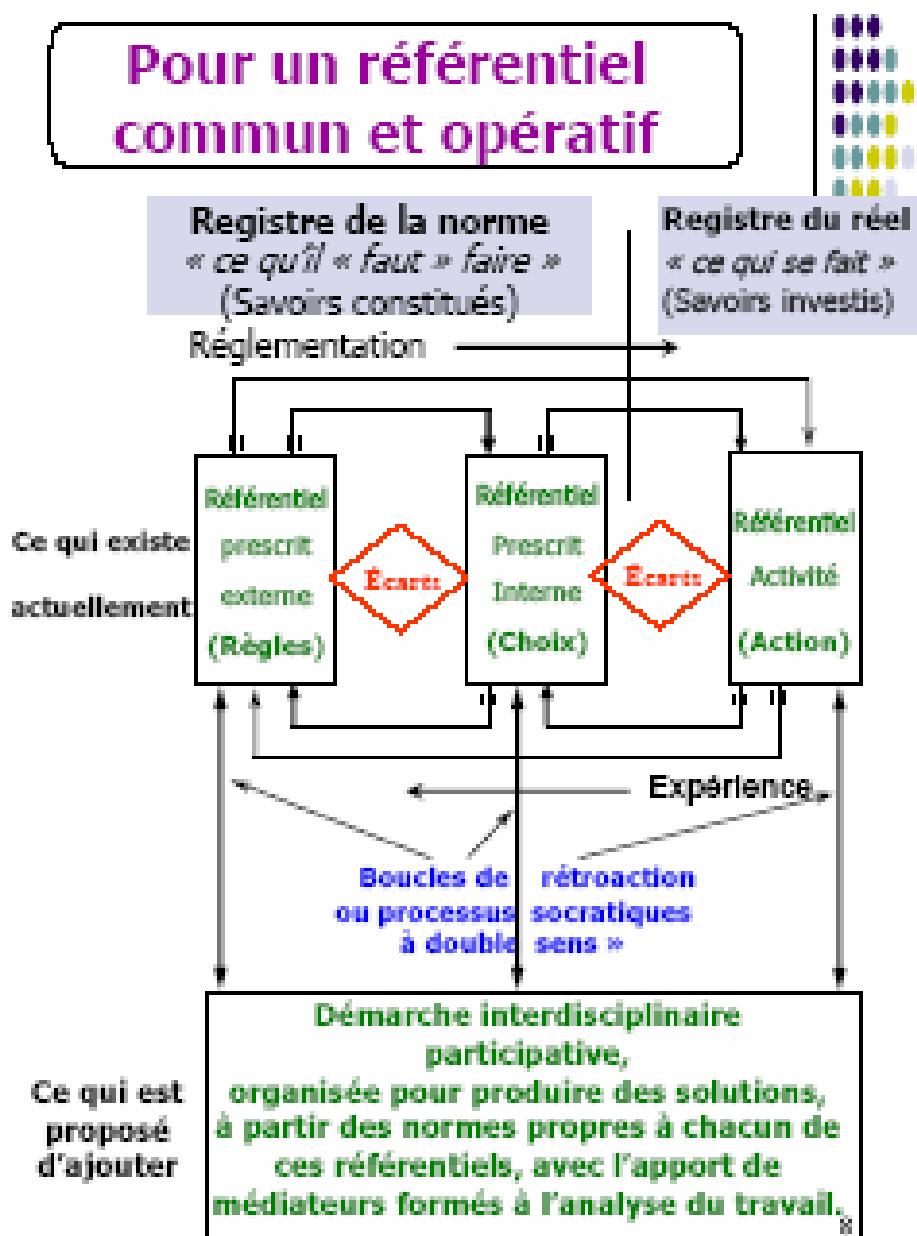 Pour un référentiel
commun et opératif
Registre de la norme
« ce qu'il « faut » faire »
(Savoirs constitués)
Registre du réel
« ce qui se fait »
(Savoirs investis)
Réglementation
Ce qui existe
actuellement
Référentiel
prescrit
externe
(Règles)
Écarts
Référentiel
Prescrit
Interne
(Choix)
Écarts
Référentiel
Activité
(Action)
Expérience
Boucles de rétroaction
ou processus socratiques
à double sens »
Ce qui est
proposé
d'ajouter
Démarche interdisciplinaire
participative,
organisée pour produire des solutions,
à partir des normes propres à chacun de
ces référentiels, avec l'apport de
médiateurs formés à l'analyse du travail.
8